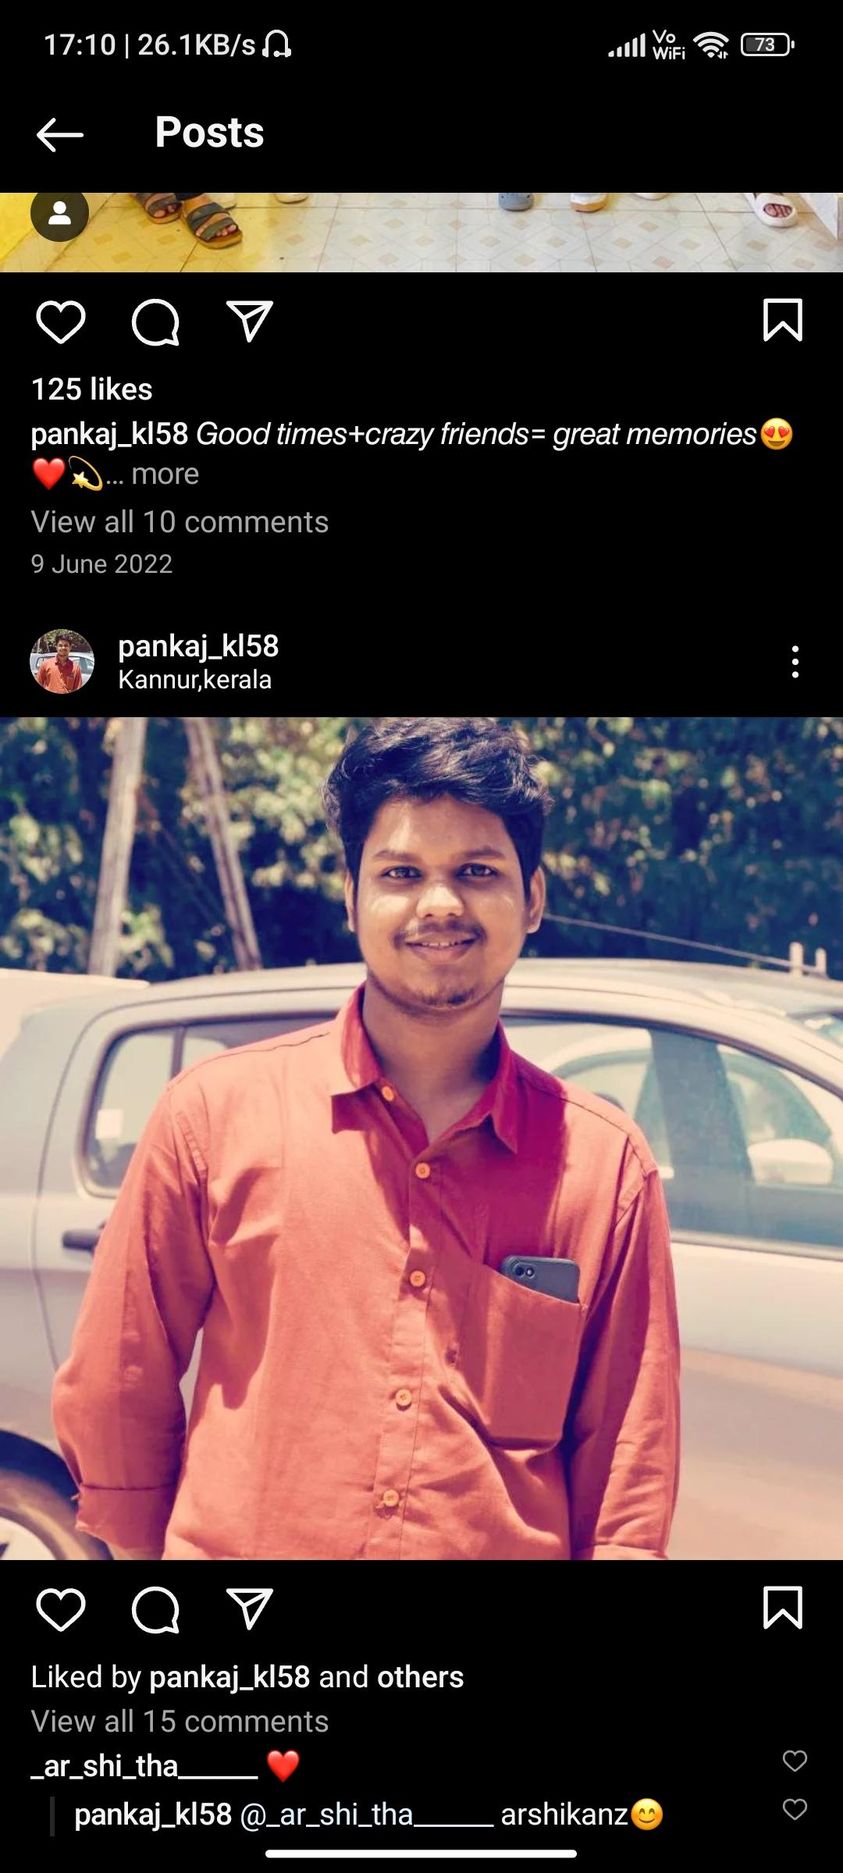 17:10 | 26.1KB/s
Vo WiFi
73
Posts
125 likes
pankaj_kl58 Good times+crazy friends= great memories😍
❤️💫... more
View all 10 comments
9 June 2022
pankaj_kl58
Kannur,kerala
Liked by pankaj_kl58 and others
View all 15 comments
_ar_shi_tha______ ❤️
pankaj_kl58 @_ar_shi_tha______ arshikanz😊